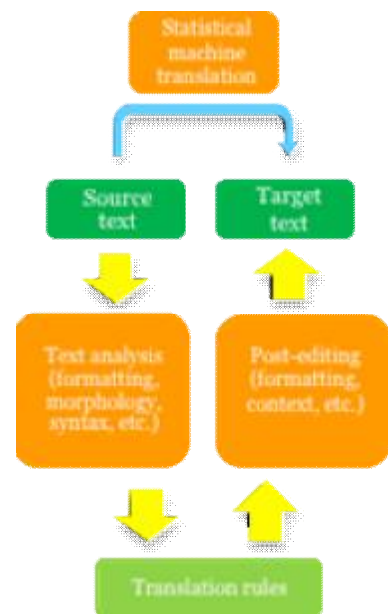 Statistical
machine
translation
Source
text
Target
text
Text analysis
(formatting,
morphology,
syntax, etc.)
Post-editing
(formatting,
context, etc.)
Translation rules